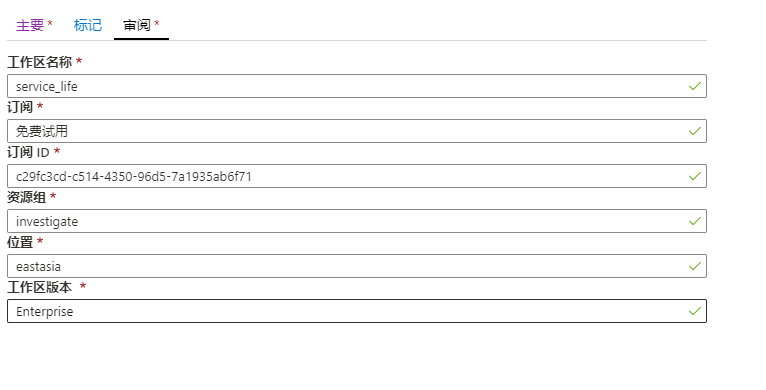 主要 * 标记 审阅 *
工作区名称 *
service_life
订阅 *
免费试用
订阅 ID *
c29fc3cd-c514-4350-96d5-7a1935ab6f71
资源组 *
investigate
位置 *
eastasia
工作区版本 *
Enterprise